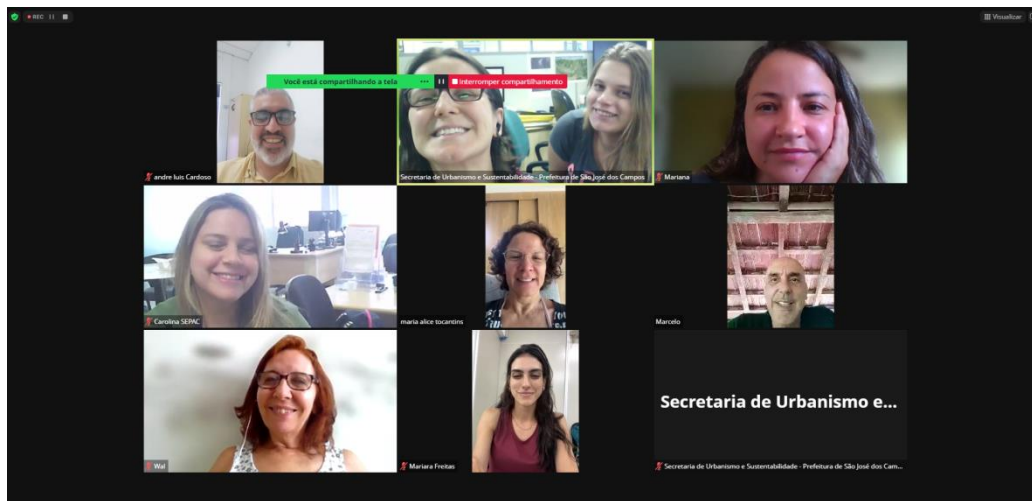 REC
Visualizar
Você está compartilhando a tela
Interromper compartilhamento
andre luis Cardoso
Secretaria de Urbanismo e Sustentabilidade - Prefeitura de São José dos Campos
Mariana
Carolina SEPAC
maria alice tocantins
Marcelo
Secretaria de Urbanismo e...
Wal
Mariara Freitas
Secretaria de Urbanismo e Sustentabilidade - Prefeitura de São José dos Cam...